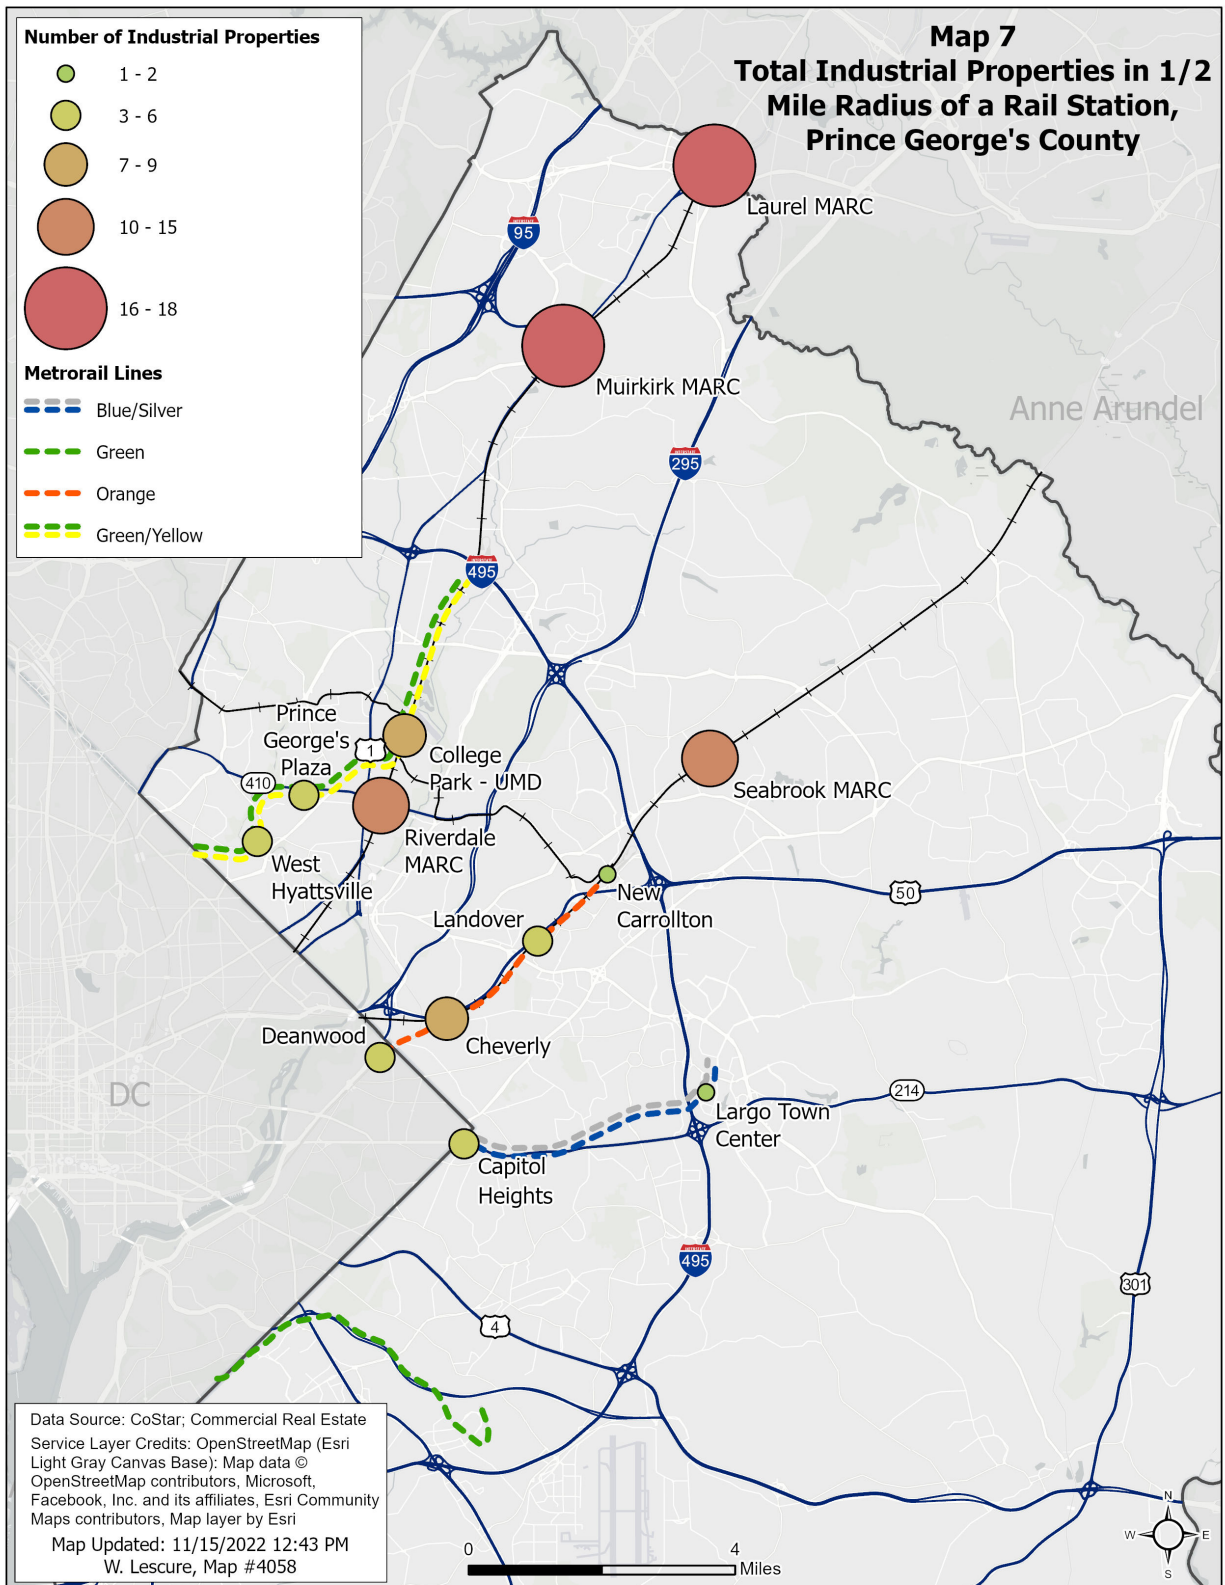 Number of Industrial Properties
1 - 2
3 - 6
7 - 9
10 - 15
16 - 18
Metrorail Lines
Blue/Silver
Green
Orange
Green/Yellow
Map 7
Total Industrial Properties in 1/2
Mile Radius of a Rail Station,
Prince George's County
Laurel MARC
INTERSTATE
95
Muirkirk MARC
Anne Arundel
295
495
Prince
George's
Plaza
1
College
Park - UMD
410
Seabrook MARC
Riverdale
MARC
West
Hyattsville
New
Carrollton
50
Landover
Deanwood
Cheverly
DC
214
Largo Town
Center
Capitol
Heights
495
301
4
Data Source: CoStar; Commercial Real Estate
Service Layer Credits: OpenStreetMap (Esri
Light Gray Canvas Base): Map data ©
OpenStreetMap contributors, Microsoft,
Facebook, Inc. and its affiliates, Esri Community
Maps contributors, Map layer by Esri
Map Updated: 11/15/2022 12:43 PM
W. Lescure, Map #4058
0 4
Miles
N
W E
S